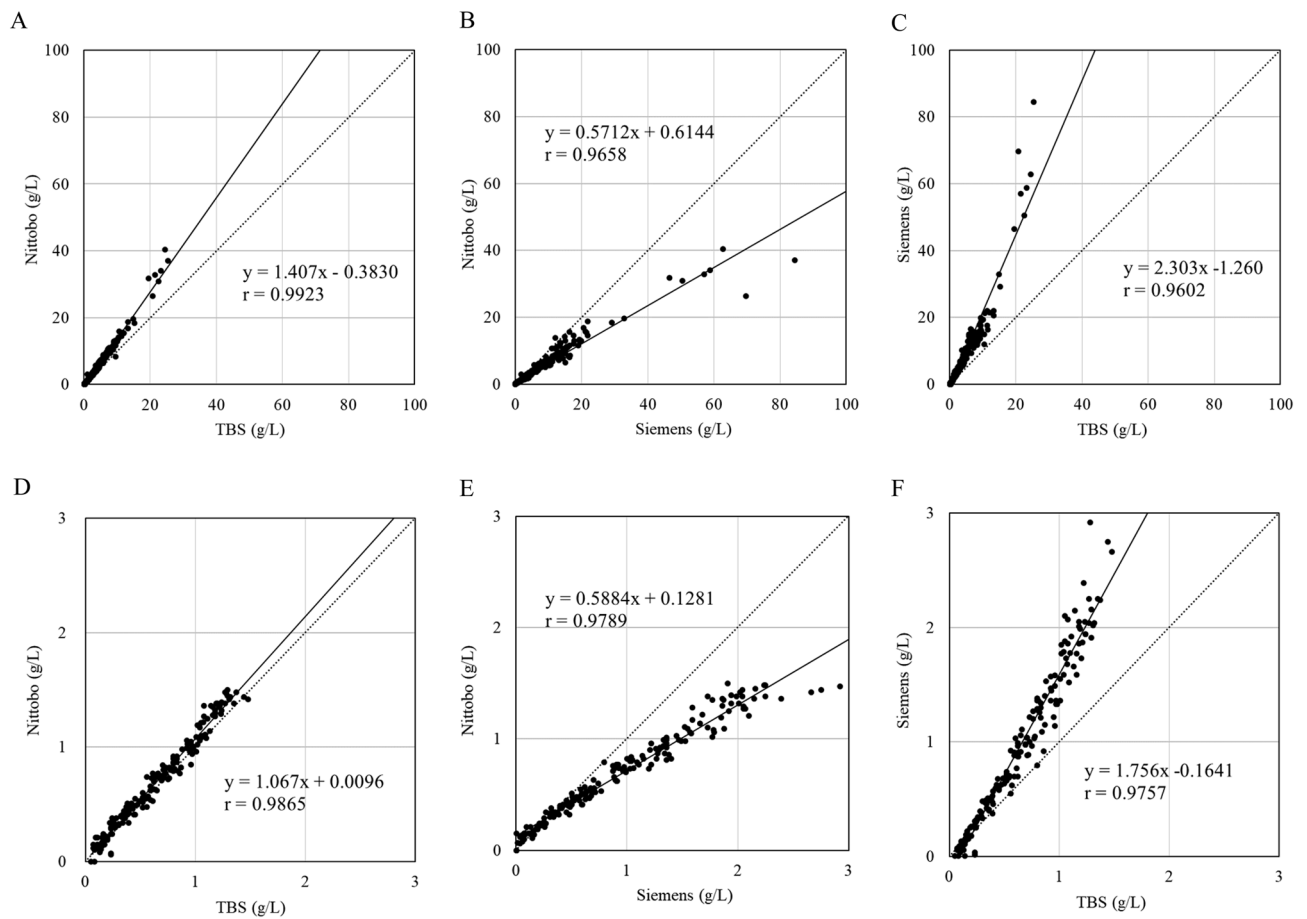 A
100
80
60
40
20
0
Nittobo (g/L)
y = 1.407x - 0.3830
r = 0.9923
0 20 40 60 80 100
TBS (g/L)
B
100
80
60
40
20
0
Nittobo (g/L)
y = 0.5712x + 0.6144
r = 0.9658
0 20 40 60 80 100
Siemens (g/L)
C
100
80
60
40
20
0
Siemens (g/L)
y = 2.303x -1.260
r = 0.9602
0 20 40 60 80 100
TBS (g/L)
D
3
2
1
0
Nittobo (g/L)
y = 1.067x + 0.0096
r = 0.9865
0 1 2 3
TBS (g/L)
E
3
2
1
0
Nittobo (g/L)
y = 0.5884x + 0.1281
r = 0.9789
0 1 2 3
Siemens (g/L)
F
3
2
1
0
Siemens (g/L)
y = 1.756x -0.1641
r = 0.9757
0 1 2 3
TBS (g/L)